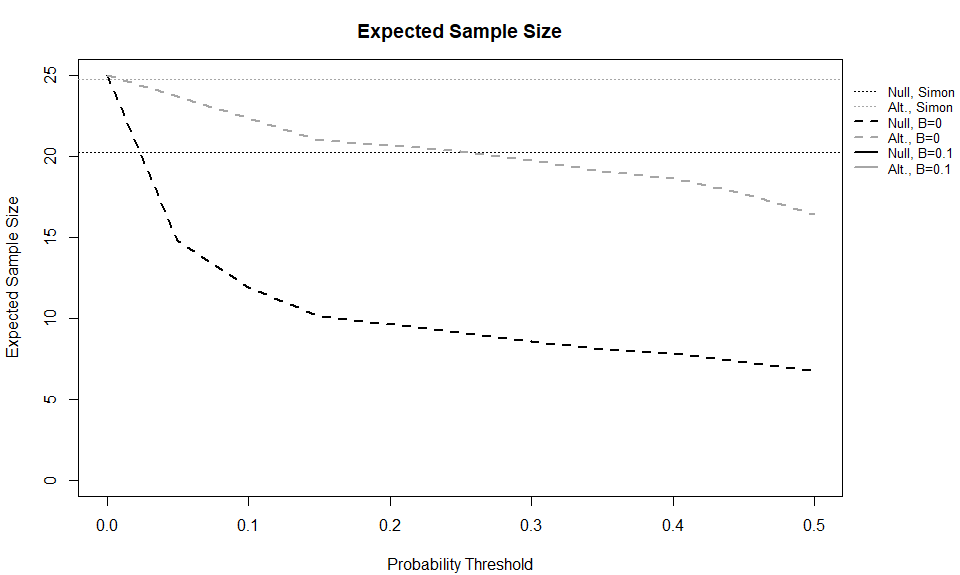 Expected Sample Size
Expected Sample Size
25
20
15
10
5
0
0.0 0.1 0.2 0.3 0.4 0.5
Probability Threshold
Null, Simon
Alt., Simon
Null, B=0
Alt., B=0
Null, B=0.1
Alt., B=0.1